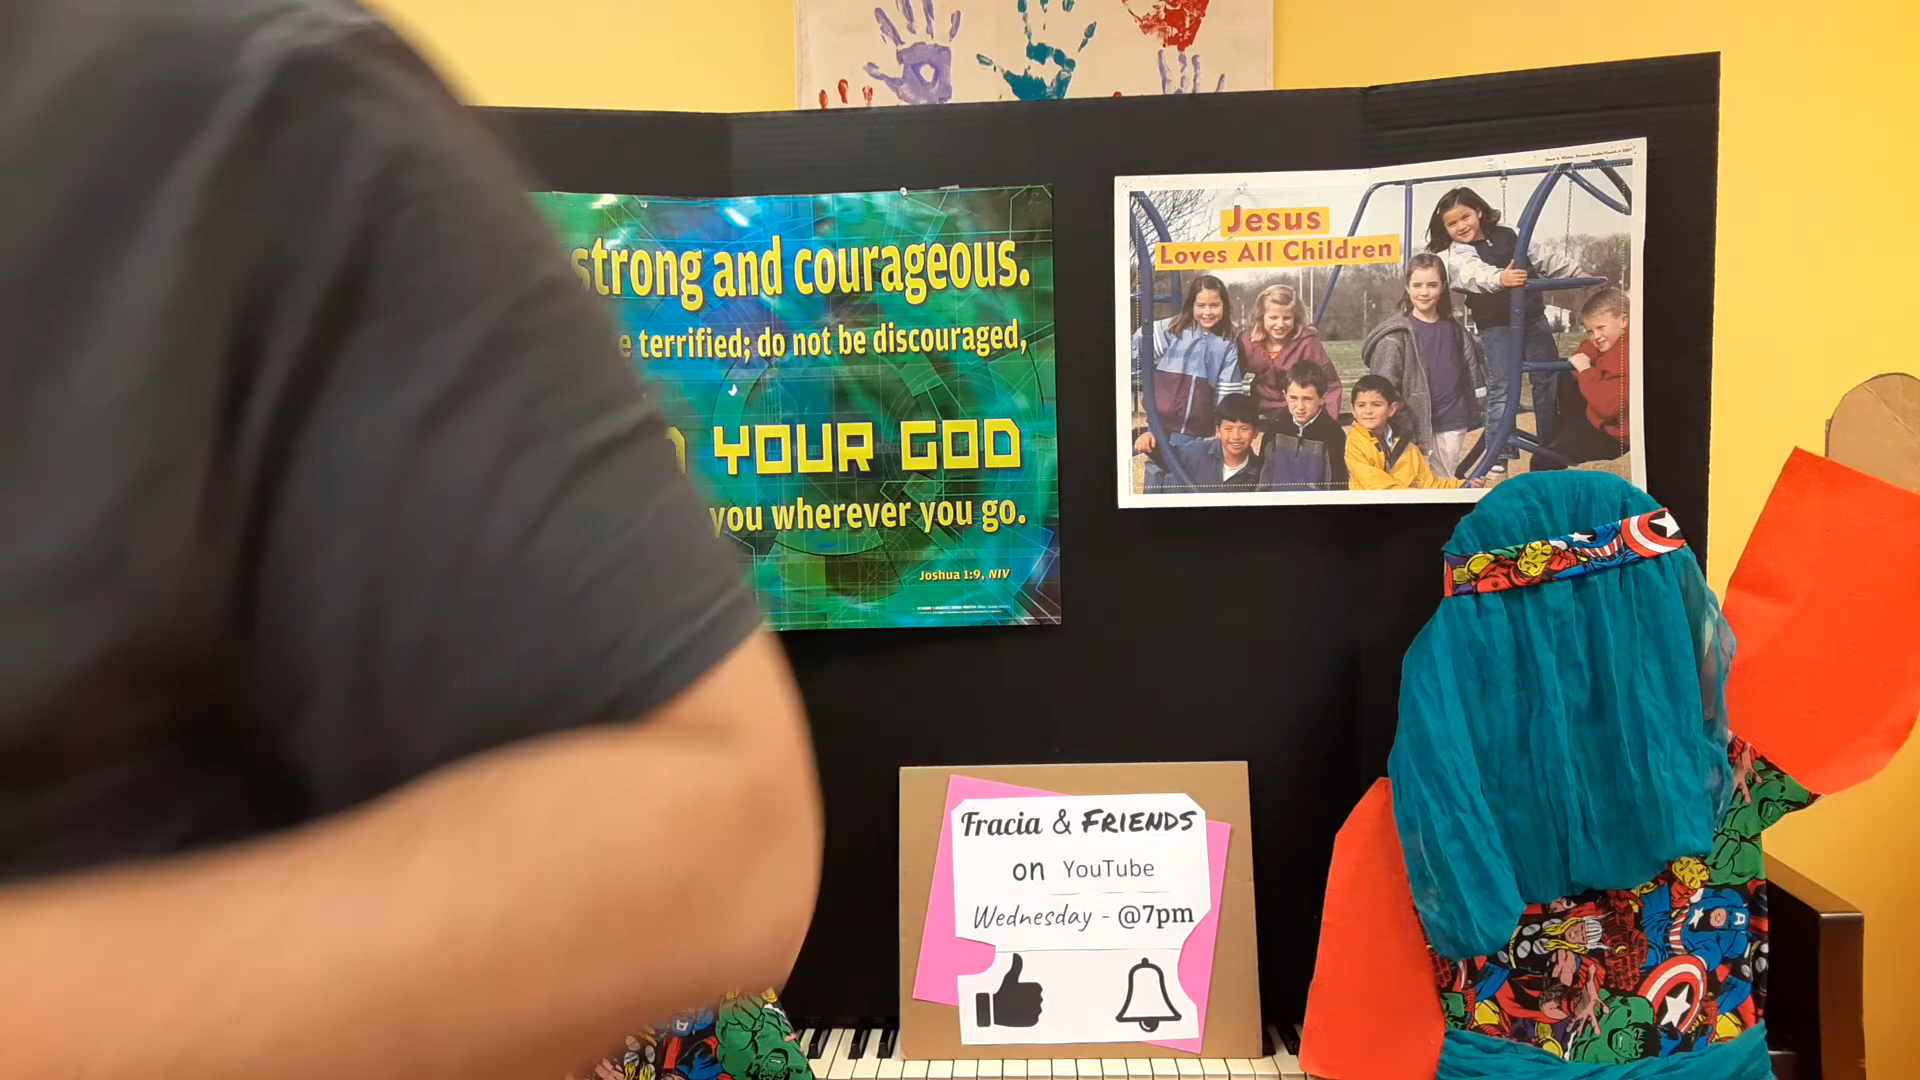 strong and courageous.
terrified; do not be discouraged,
YOUR GOD
you wherever you go.
Joshua 1:9, NIV
Jesus
Loves All Children
Fracia & FRIENDS
on YouTube
Wednesday - @7pm
A